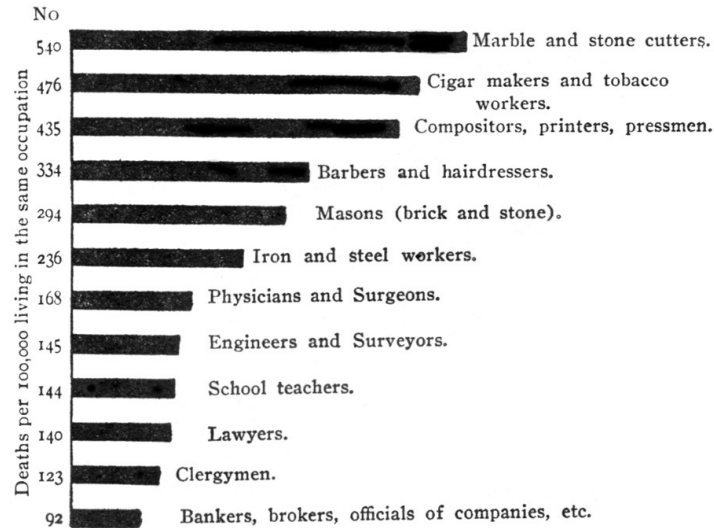 No
540 Marble and stone cutters.
476 Cigar makers and tobacco
workers.
435 Compositors, printers, pressmen.
334 Barbers and hairdressers.
294 Masons (brick and stone).
236 Iron and steel workers.
168 Physicians and Surgeons.
145 Engineers and Surveyors.
144 School teachers.
140 Lawyers.
123 Clergymen.
92 Bankers, brokers, officials of companies, etc.
Deaths per 100,000 living in the same occupation